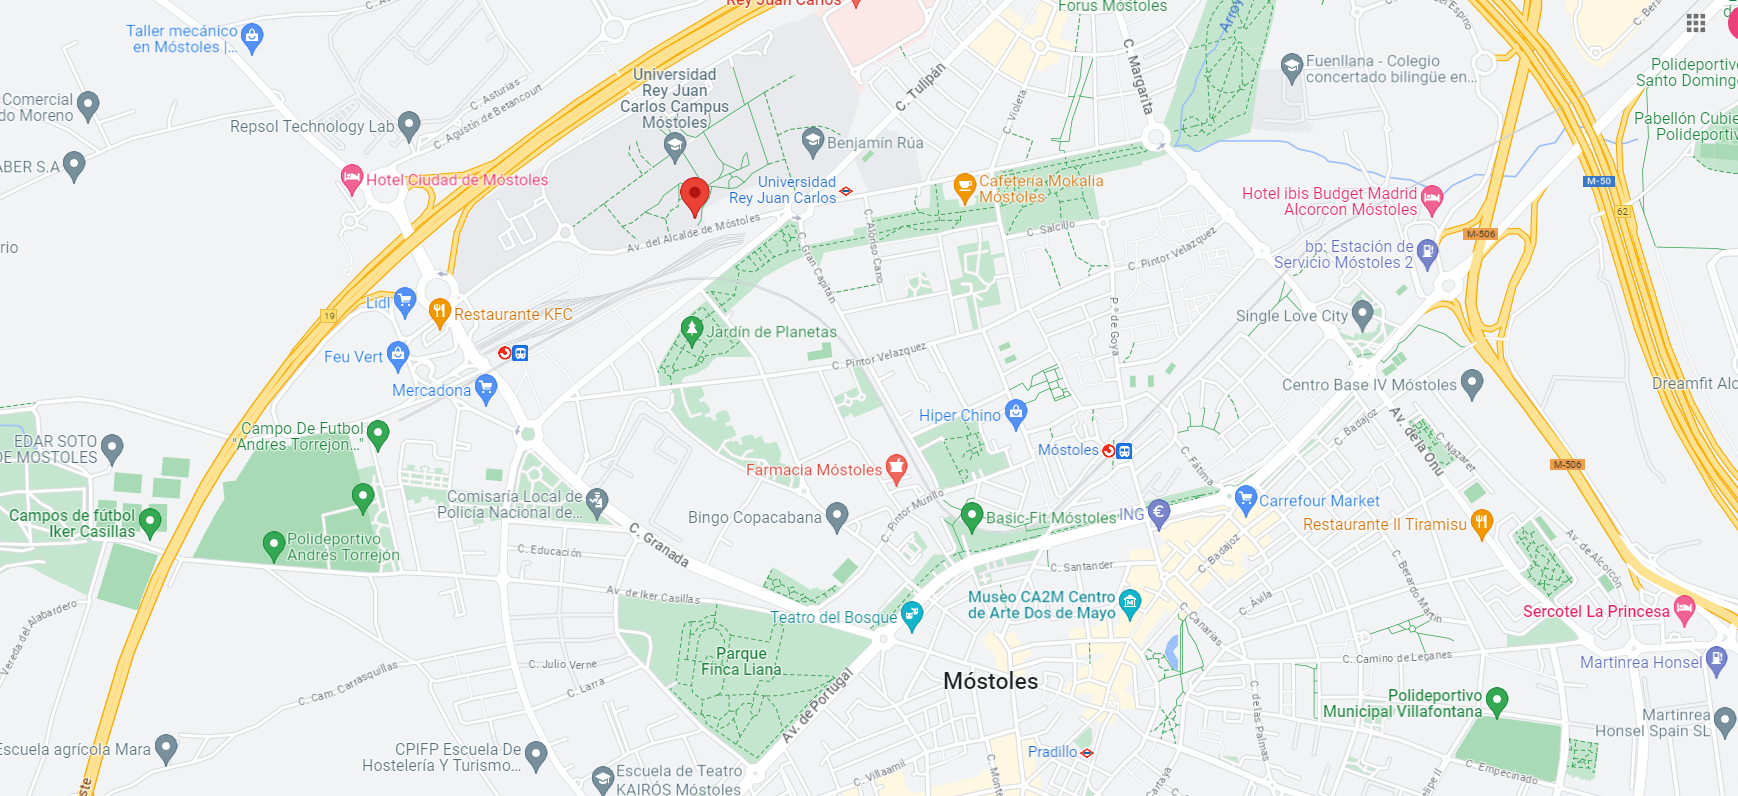 Rey Juan Carlos
Forus Móstoles
Taller mecánico
en Móstoles |...
C. Asturias
C. Agustín de Betancourt
Comercial
do Moreno
Repsol Technology Lab
ABER S.A
Hotel Ciudad de Móstoles
Universidad
Rey Juan
Carlos Campus
Móstoles
C. Tulipán
Benjamín Rúa
Universidad
Rey Juan Carlos
Av. del Alcalde de Móstoles
C. Violeta
C. Margarita
Arroy
Fuenllana - Colegio
concertado bilingüe en...
Polideportivo
Santo Domingo
Pabellón Cubie
Polideportiv
M-50
62
Cafetería Mokalia
Móstoles
Hotel ibis Budget Madrid
Alcorcon Móstoles
M-506
bp: Estación de
Servicio Móstoles 2
C. Gran Capitán
C. Alonso Cano
C. Salcillo
C. Pintor Velazquez
rio
19
Lidl
Restaurante KFC
Feu Vert
Mercadona
Jardín de Planetas
C. Pintor Velazquez
P.º de Goya
Single Love City
Centro Base IV Móstoles
Dreamfit Alc
Hiper Chino
Móstoles
Av. de la Onu
C. Badajoz
C. Nazaret
M-506
EDAR SOTO
DE MÓSTOLES
Campo De Futbol
"Andres Torrejon..."
Campos de fútbol
Iker Casillas
Polideportivo
Andrés Torrejón
Comisaría Local de
Policía Nacional de...
Farmacia Móstoles
Bingo Copacabana
C. Pintor Murillo
Basic-Fit Móstoles
ING
C. Fátima
Carrefour Market
Restaurante Il Tiramisu
C. Granada
C. Educación
Av. de Iker Casillas
C. Santander
C. Badajoz
C. Berardo Martín
Av. de Alcorcón
Museo CA2M Centro
de Arte Dos de Mayo
Teatro del Bosque
C. Ávila
C. Canarias
Sercotel La Princesa
Vereda del Alabardero
Parque
Finca Liana
C. Julio Verne
C. Larra
C. Cam. Carrasquillas
Av. de Portugal
Móstoles
C. Camino de Leganes
C. de las Palmas
Martinrea Honsel
Polideportivo
Municipal Villafontana
Martinrea
Honsel Spain SL
Escuela agrícola Mara
CPIFP Escuela De
Hostelería Y Turismo...
Escuela de Teatro
KAIRÓS Móstoles
C. Villaamil
Pradillo
C. Empecinado